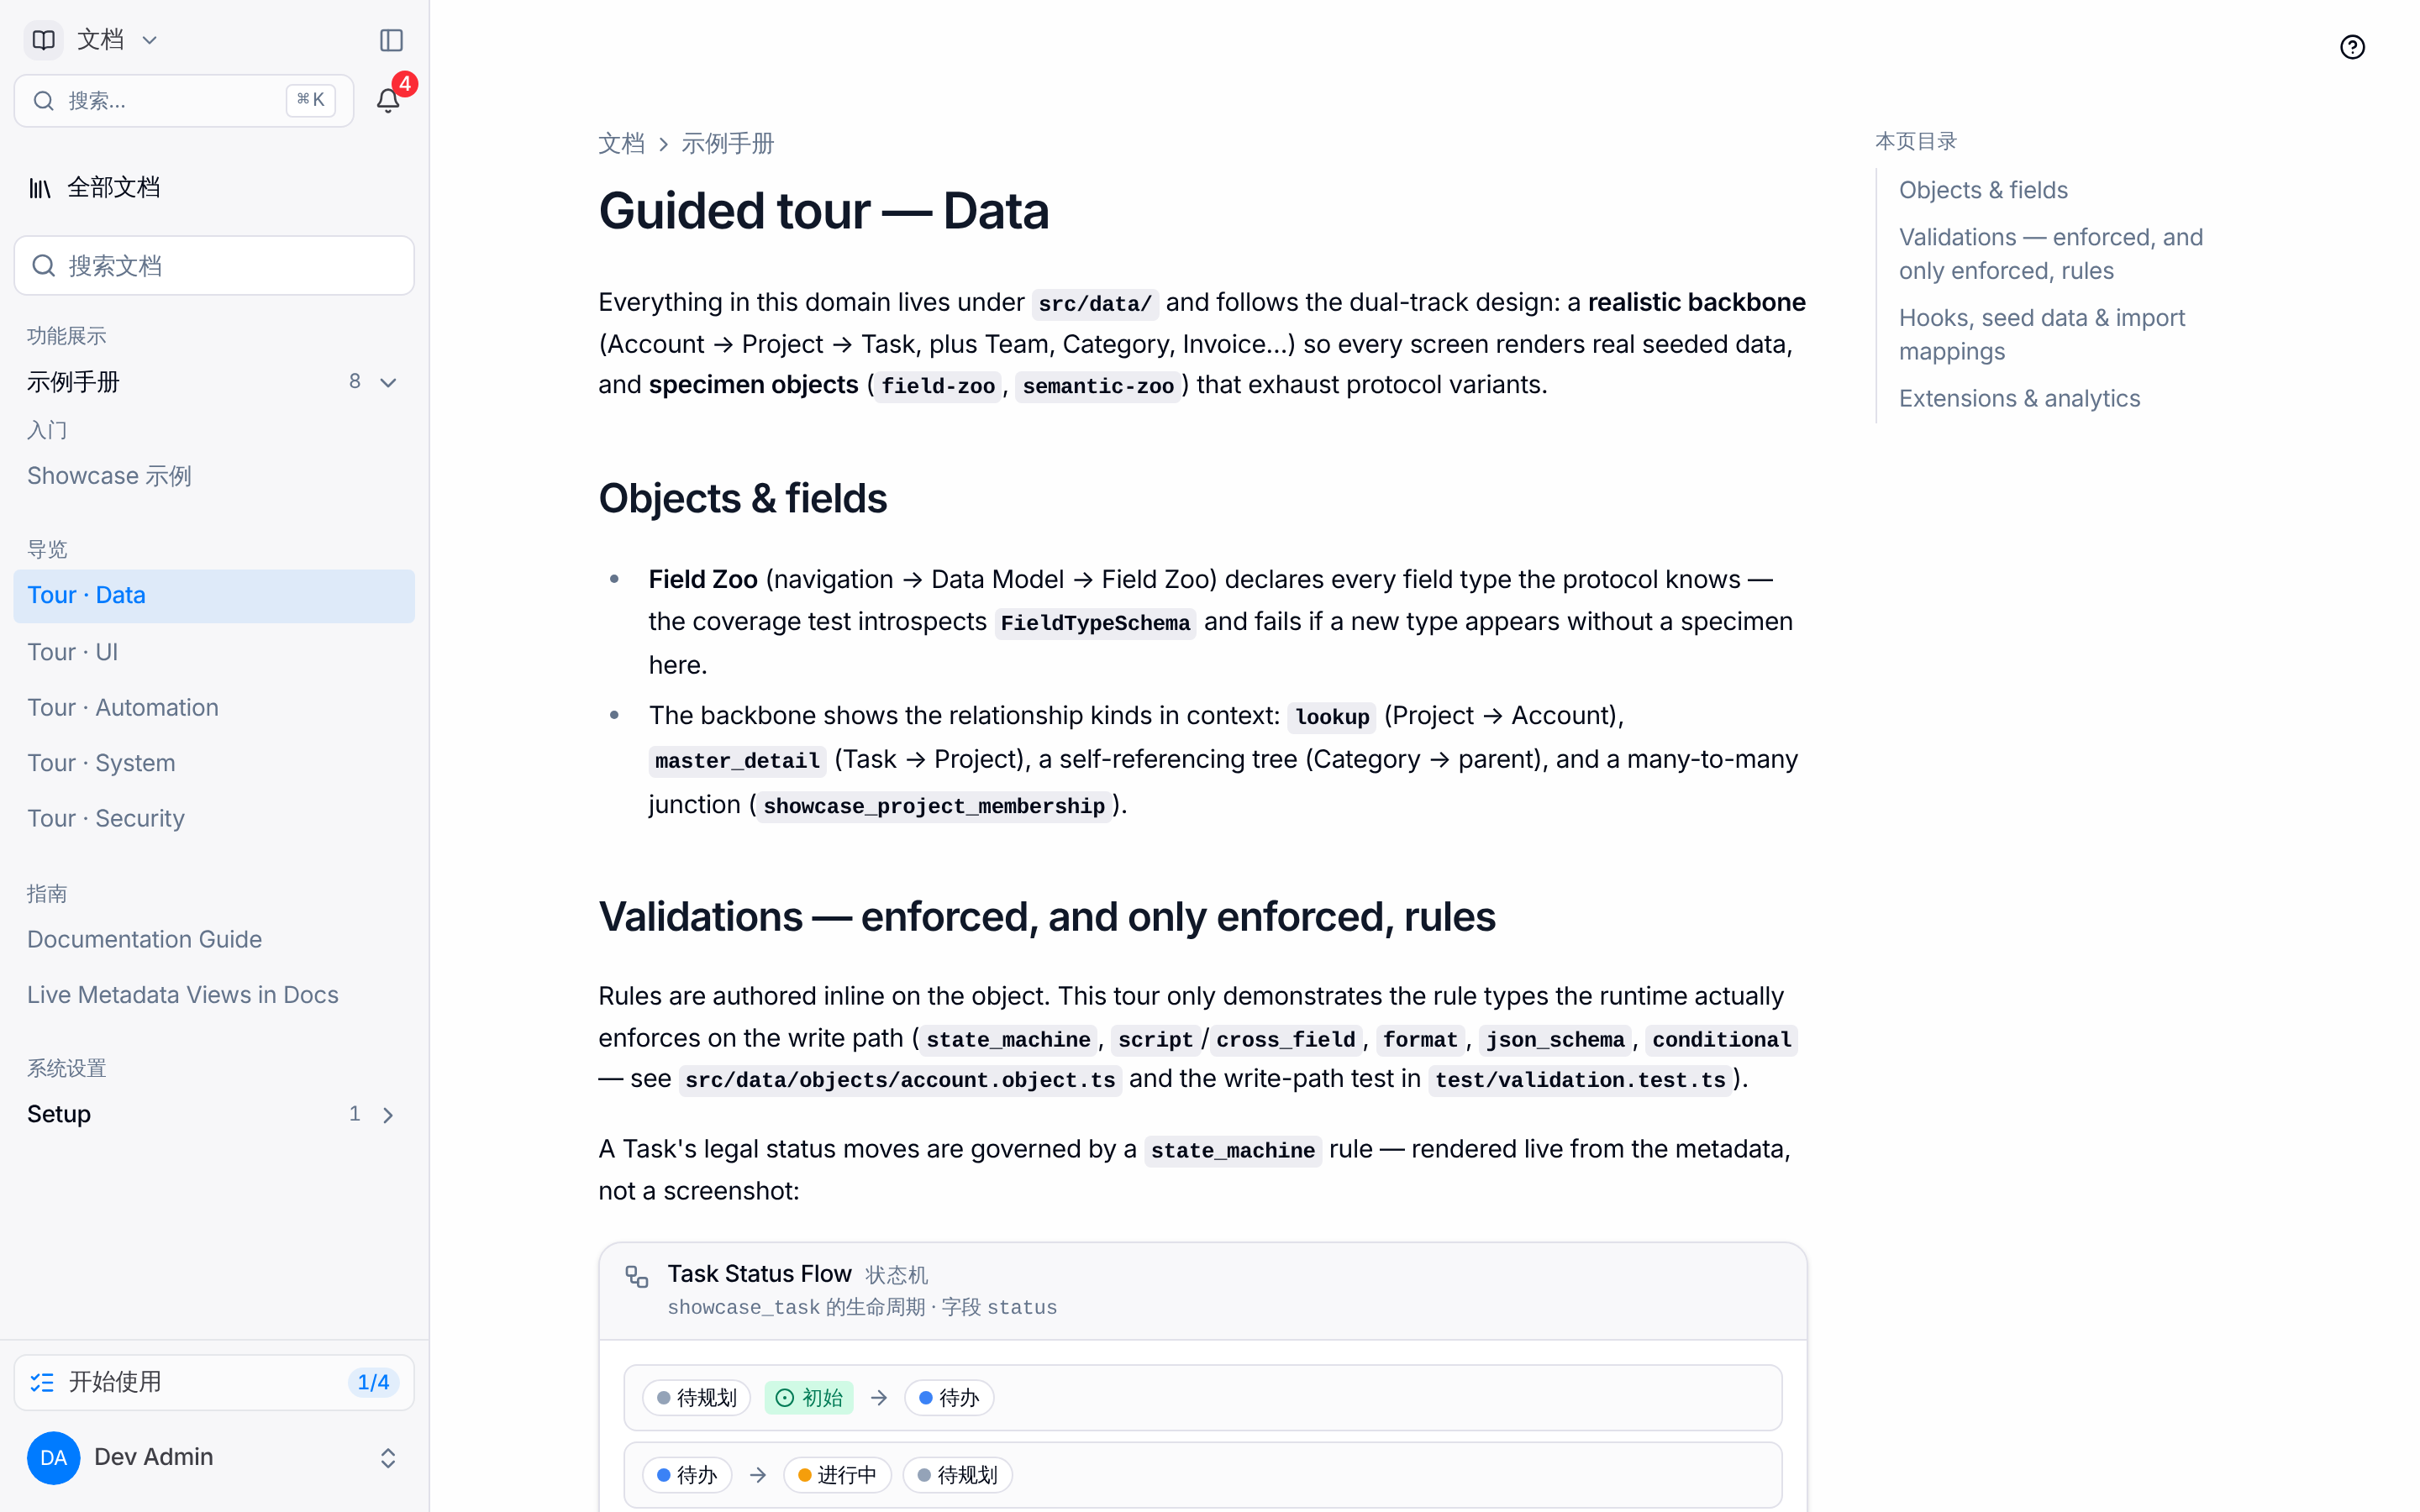 文档
搜索...
⌘K
4
全部文档
搜索文档
功能展示
示例手册 8
入门
Showcase 示例
导览
Tour · Data
Tour · UI
Tour · Automation
Tour · System
Tour · Security
指南
Documentation Guide
Live Metadata Views in Docs
系统设置
Setup 1
开始使用 1/4
DA Dev Admin
文档 > 示例手册
Guided tour — Data
Everything in this domain lives under src/data/ and follows the dual-track design: a realistic backbone
(Account → Project → Task, plus Team, Category, Invoice…) so every screen renders real seeded data,
and specimen objects (field-zoo, semantic-zoo) that exhaust protocol variants.
Objects & fields
• Field Zoo (navigation → Data Model → Field Zoo) declares every field type the protocol knows —
the coverage test introspects FieldTypeSchema and fails if a new type appears without a specimen
here.
• The backbone shows the relationship kinds in context: lookup (Project → Account),
master_detail (Task → Project), a self-referencing tree (Category → parent), and a many-to-many
junction (showcase_project_membership).
Validations — enforced, and only enforced, rules
Rules are authored inline on the object. This tour only demonstrates the rule types the runtime actually
enforces on the write path (state_machine, script/cross_field, format, json_schema, conditional
— see src/data/objects/account.object.ts and the write-path test in test/validation.test.ts).
A Task's legal status moves are governed by a state_machine rule — rendered live from the metadata,
not a screenshot:
Task Status Flow 状态机
showcase_task 的生命周期 · 字段 status
待规划 初始 → 待办
待办 → 进行中 待规划
本页目录
Objects & fields
Validations — enforced, and
only enforced, rules
Hooks, seed data & import
mappings
Extensions & analytics